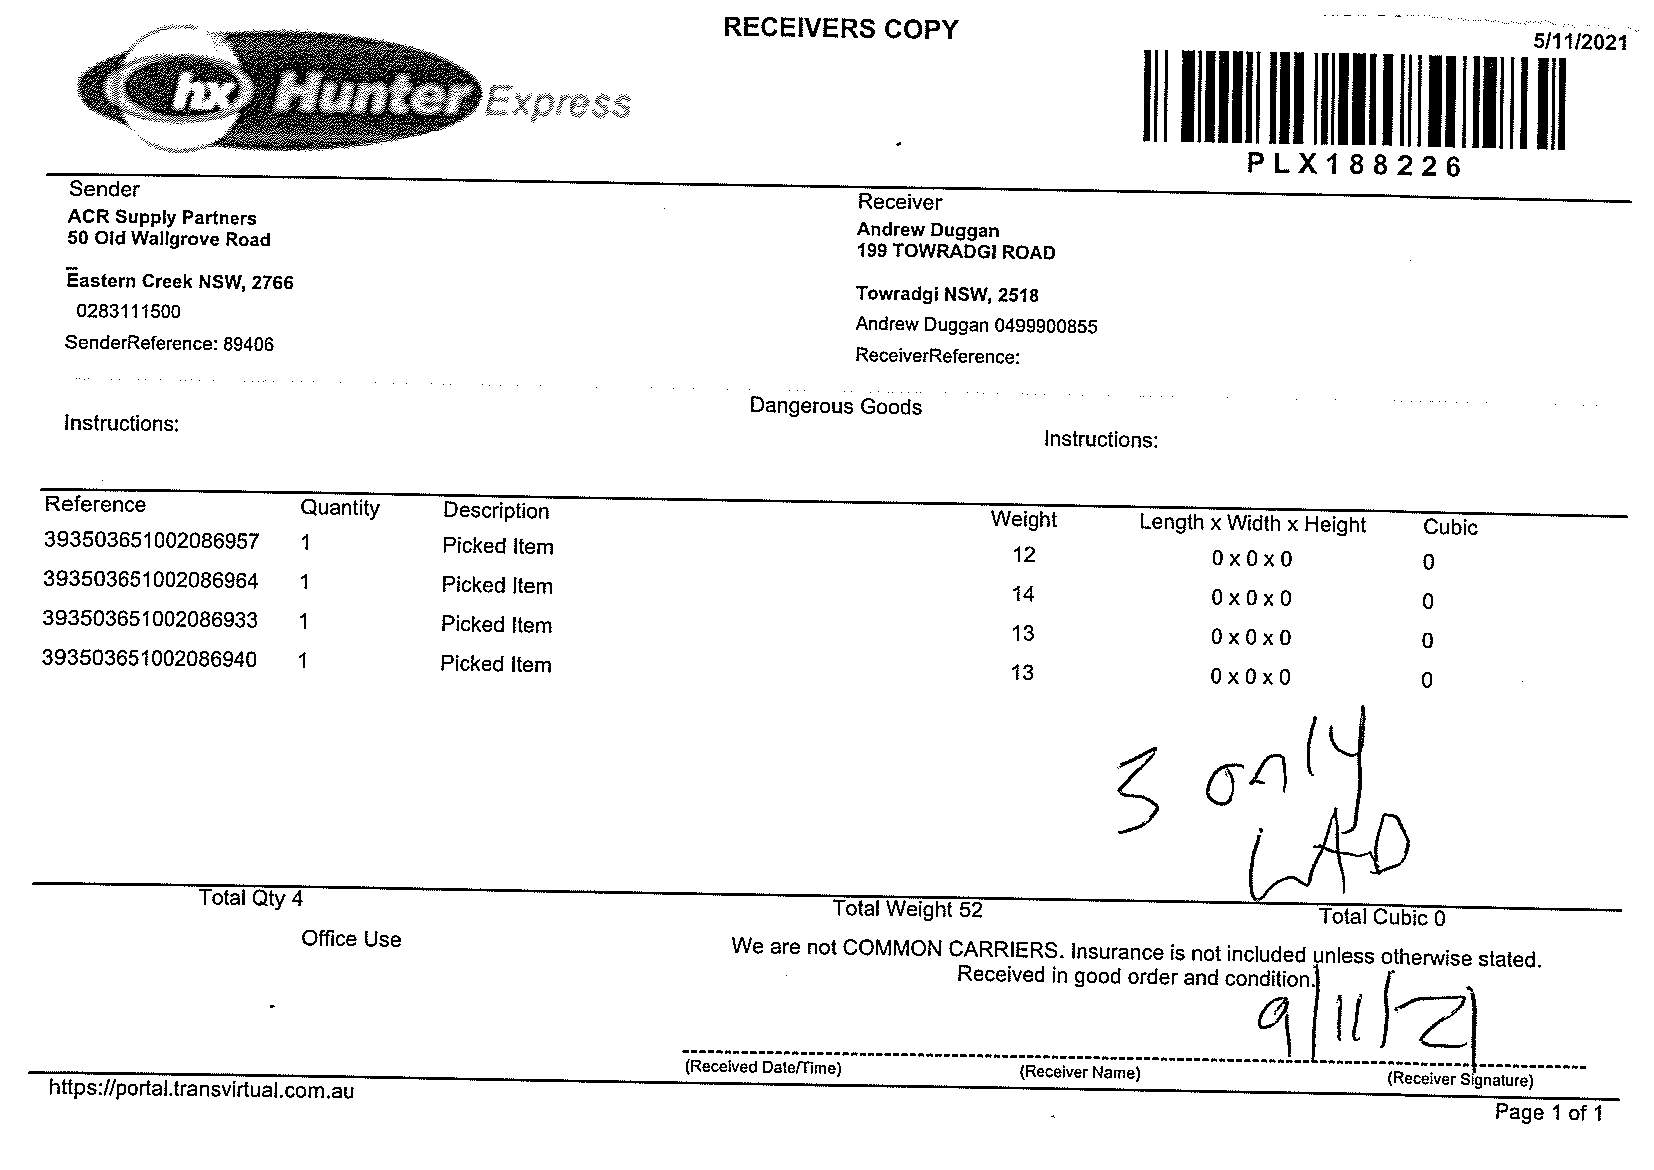 RECEIVERS COPY
5/11/2021
hx Hunter Express
PLX188226
Sender
ACR Supply Partners
50 Old Wallgrove Road
Eastern Creek NSW, 2766
0283111500
SenderReference: 89406
Receiver
Andrew Duggan
199 TOWRADGI ROAD
Towradgi NSW, 2518
Andrew Duggan 0499900855
ReceiverReference:
Dangerous Goods
Instructions:
Instructions:
Reference Quantity Description Weight Length x Width x Height Cubic
393503651002086957 1 Picked Item 12 0 x 0 x 0 0
393503651002086964 1 Picked Item 14 0 x 0 x 0 0
393503651002086933 1 Picked Item 13 0 x 0 x 0 0
393503651002086940 1 Picked Item 13 0 x 0 x 0 0
3 only
Total Qty 4 Total Weight 52 Total Cubic 0
Office Use
We are not COMMON CARRIERS. Insurance is not included unless otherwise stated.
Received in good order and condition.
9/11/21
(Received Date/Time) (Receiver Name) (Receiver Signature)
https://portal.transvirtual.com.au
Page 1 of 1